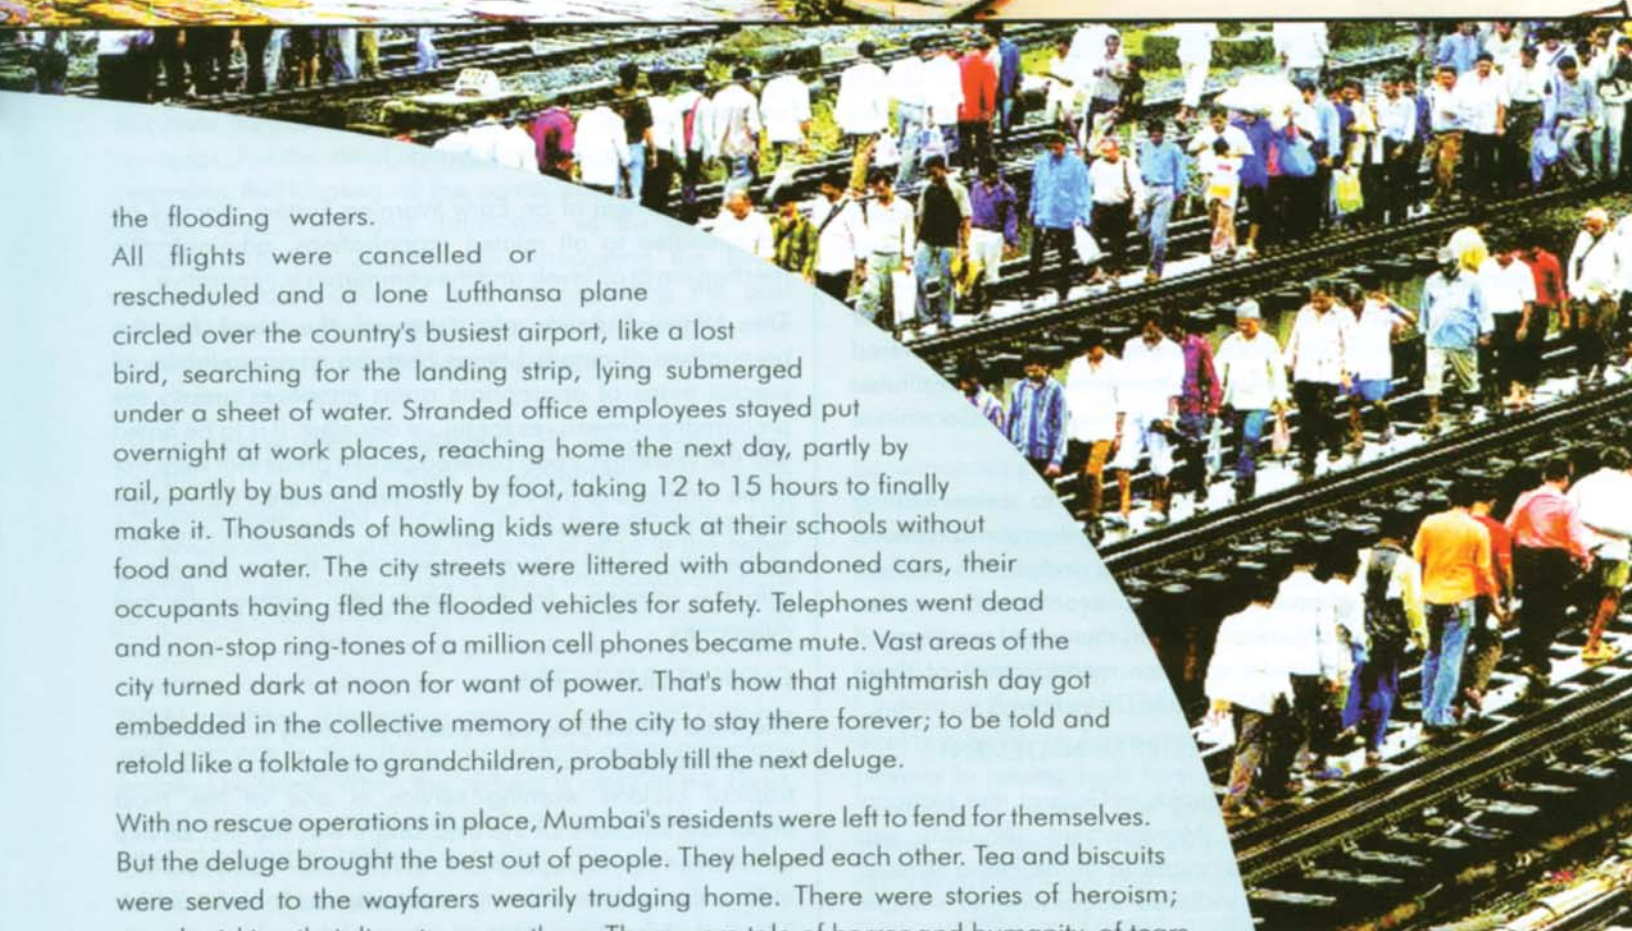 the flooding waters.
All flights were cancelled or
rescheduled and a lone Lufthansa plane
circled over the country's busiest airport, like a lost
bird, searching for the landing strip, lying submerged
under a sheet of water. Stranded office employees stayed put
overnight at work places, reaching home the next day, partly by
rail, partly by bus and mostly by foot, taking 12 to 15 hours to finally
make it. Thousands of howling kids were stuck at their schools without
food and water. The city streets were littered with abandoned cars, their
occupants having fled the flooded vehicles for safety. Telephones went dead
and non-stop ring-tones of a million cell phones became mute. Vast areas of the
city turned dark at noon for want of power. That's how that nightmarish day got
embedded in the collective memory of the city to stay there forever; to be told and
retold like a folktale to grandchildren, probably till the next deluge.
With no rescue operations in place, Mumbai's residents were left to fend for themselves.
But the deluge brought the best out of people. They helped each other. Tea and biscuits
were served to the wayfarers wearily trudging home. There were stories of heroism;